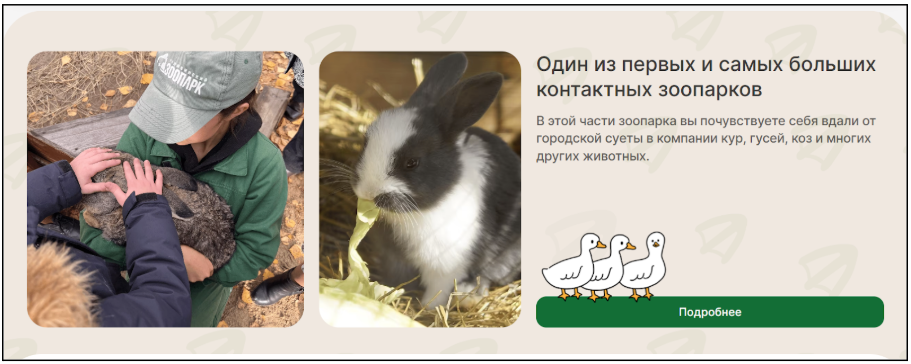 ЗООПАРК
Один из первых и самых больших
контактных зоопарков
В этой части зоопарка вы почувствуете себя вдали от
городской суеты в компании кур, гусей, коз и многих
других животных.
Подробнее